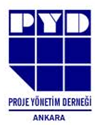 PYD
PROJE YÖNETİM DERNEĞİ
ANKARA